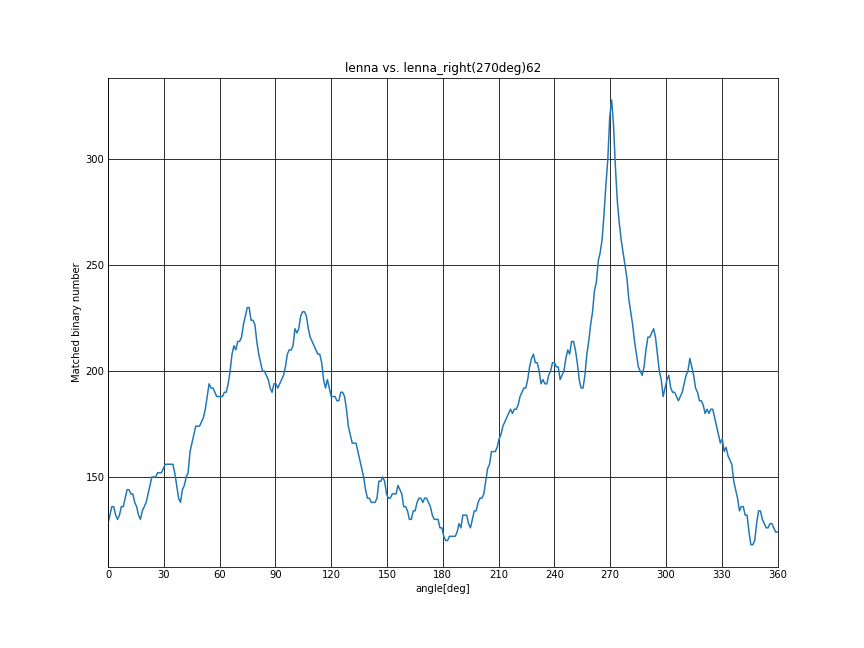 lenna vs. lenna_right(270deg)62
Matched binary number
300
250
200
150
0 30 60 90 120 150 180 210 240 270 300 330 360
angle[deg]